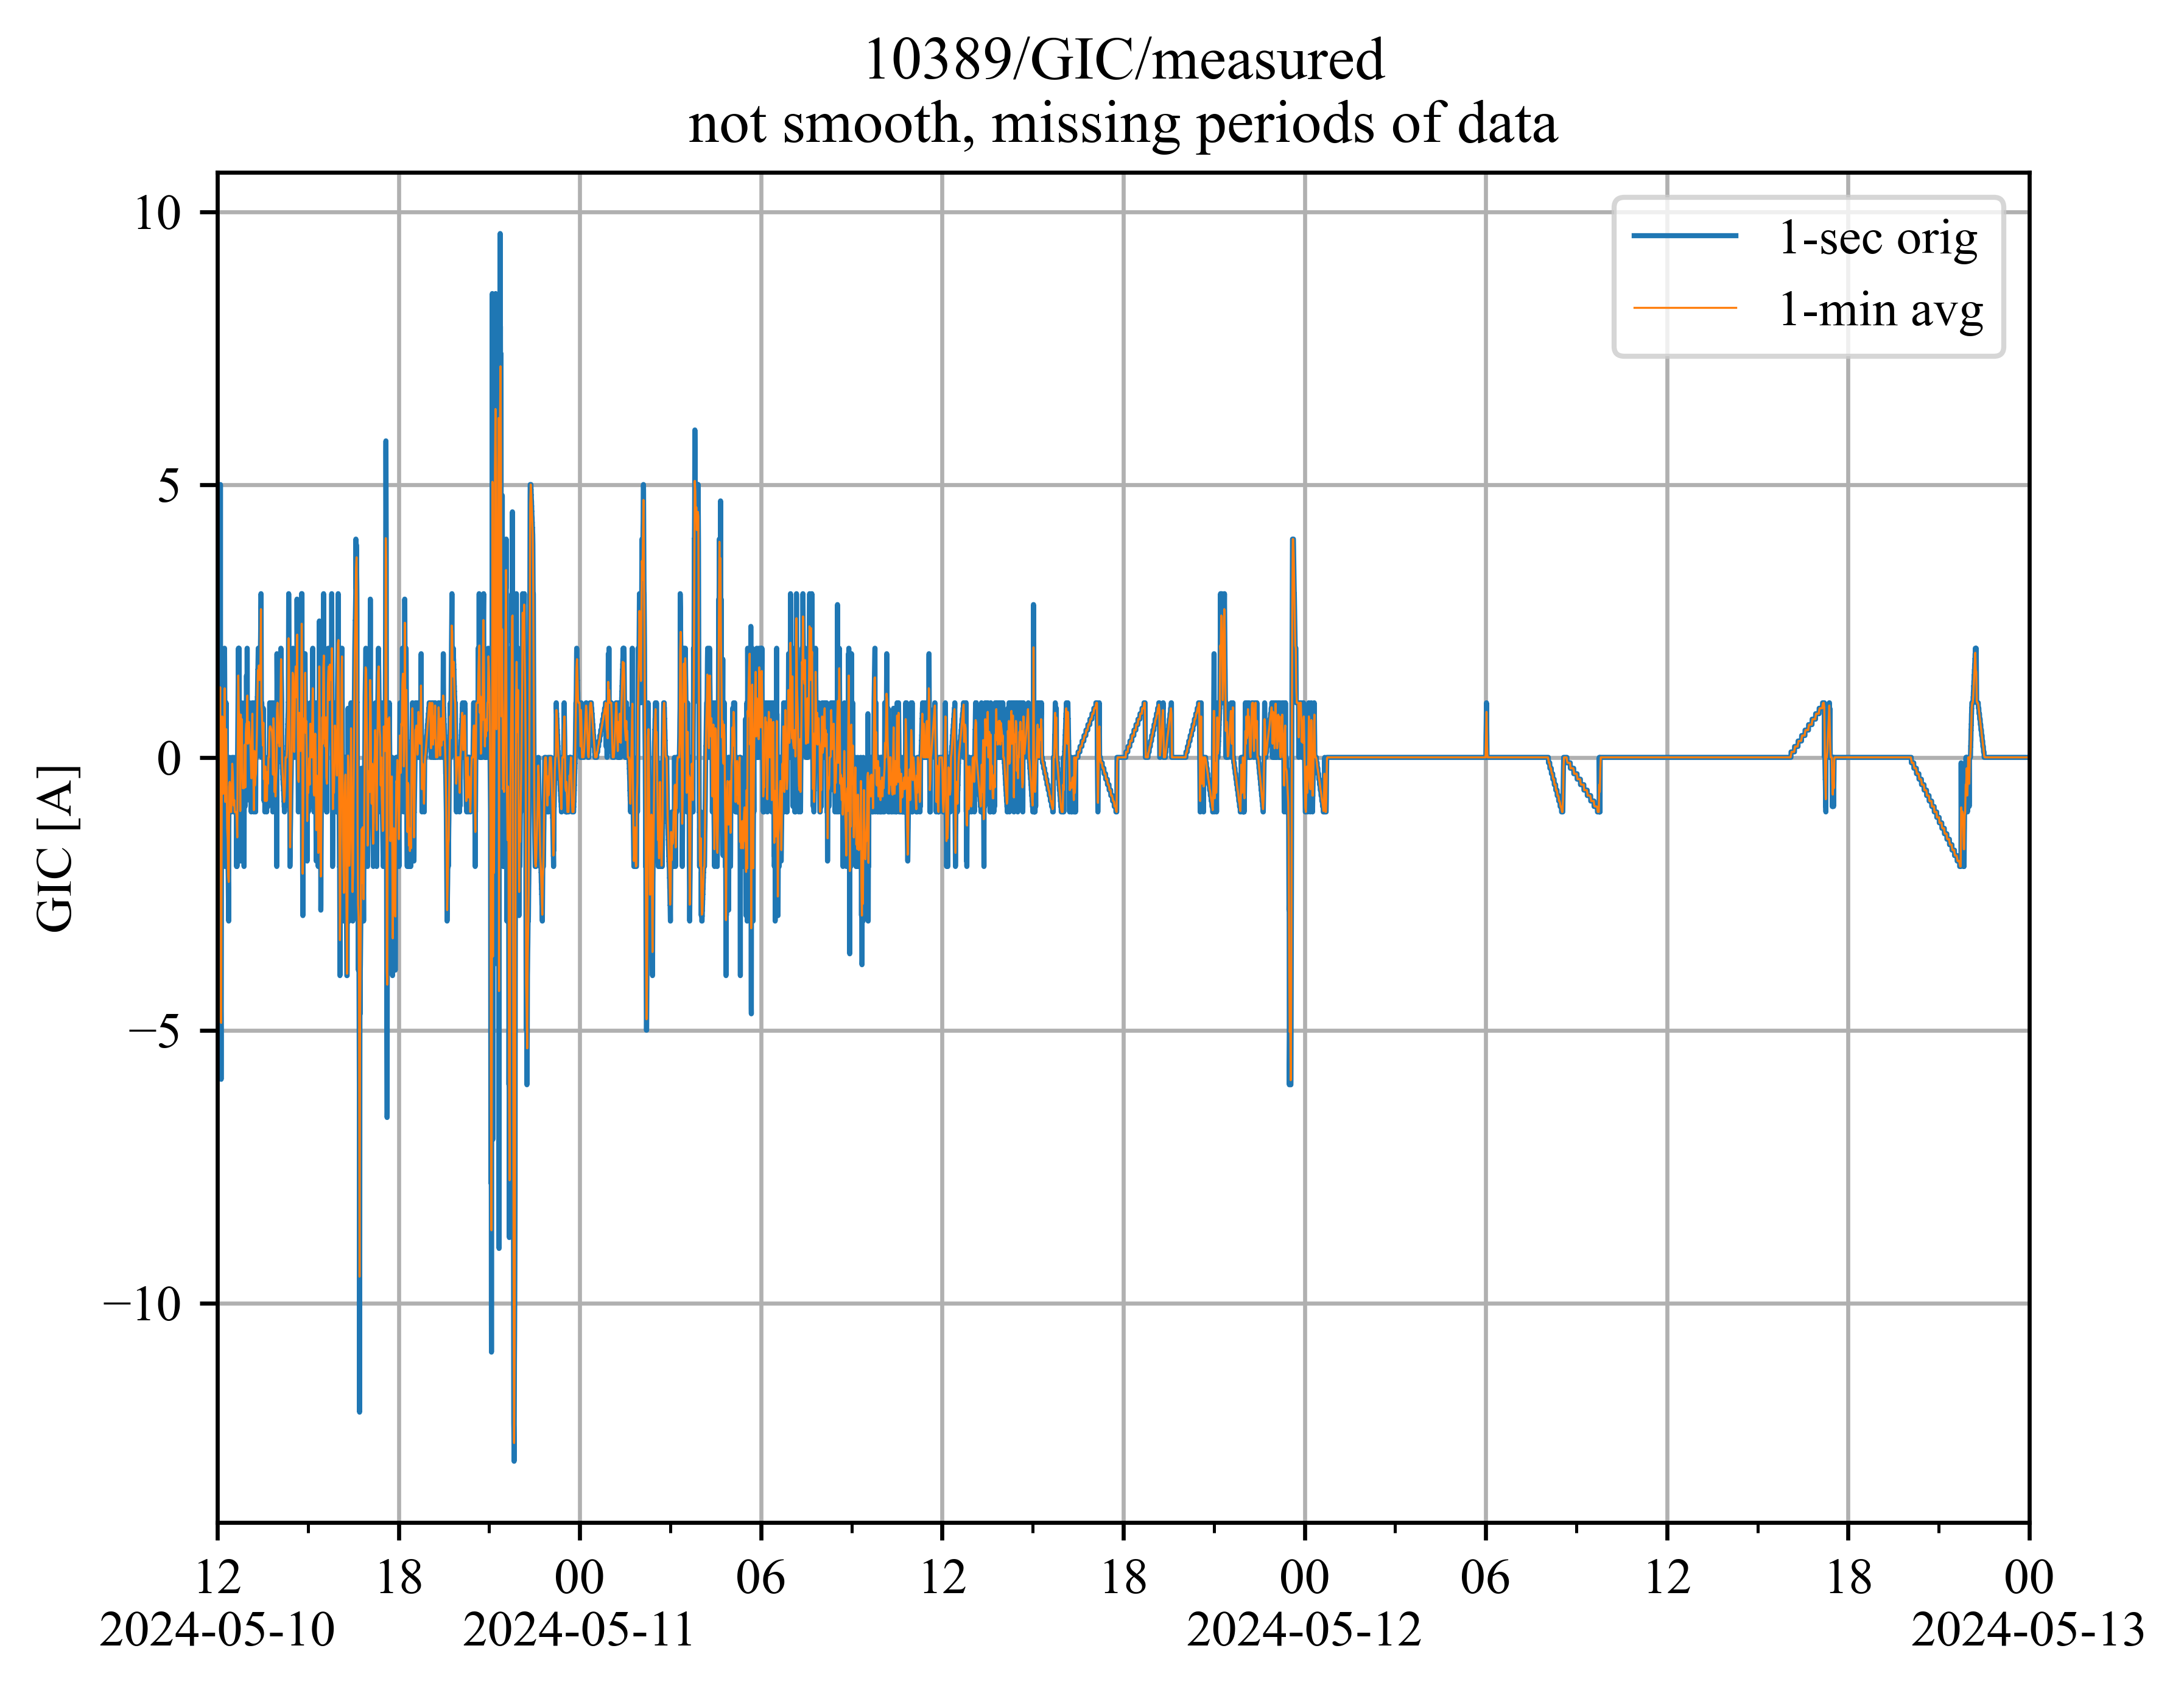 10389/GIC/measured
not smooth, missing periods of data
1-sec orig
1-min avg
GIC [A]
10
5
0
−5
−10
12 18 00 06 12 18 00 06 12 18 00
2024-05-10 2024-05-11 2024-05-12 2024-05-13